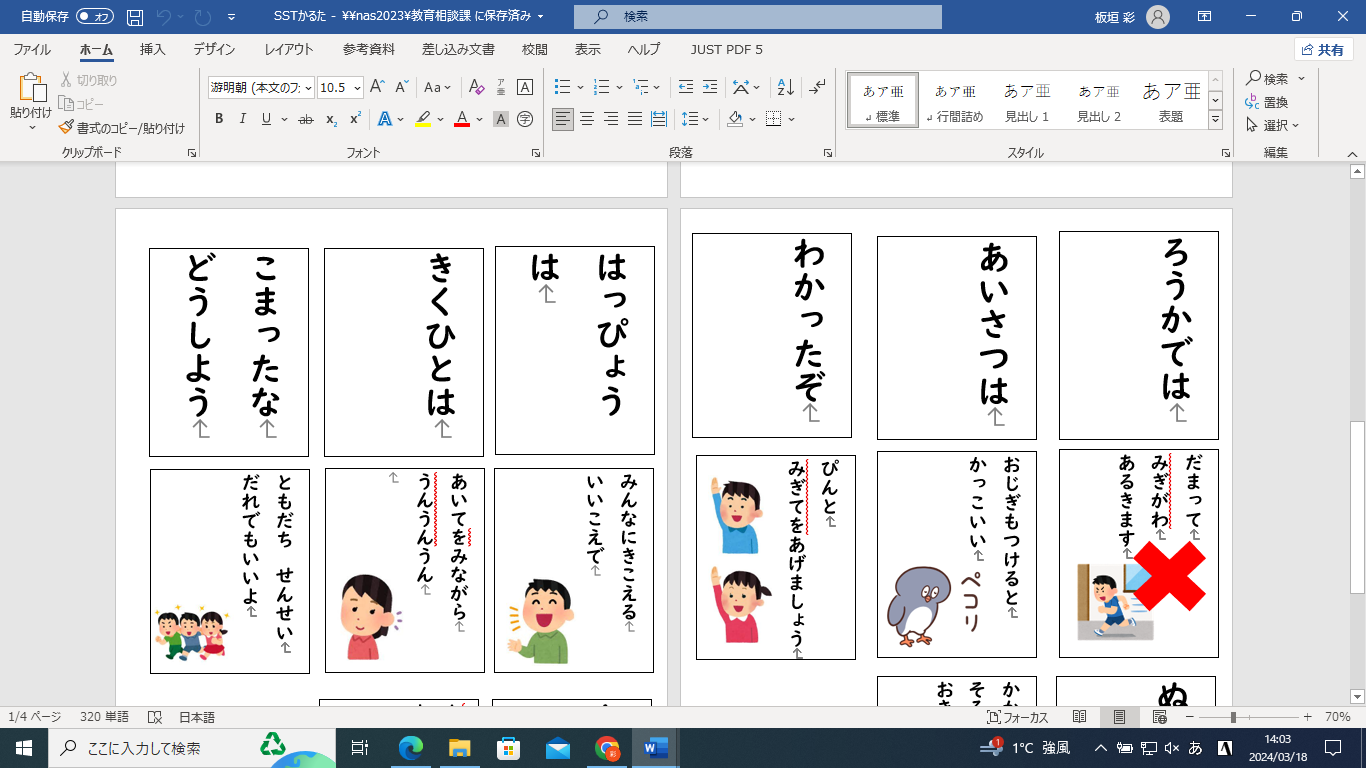 自動保存 オフ SSTかるた - ¥¥nas2023¥教育相談課 に保存済み 検索 板垣 彩
ファイル ホーム 挿入 デザイン レイアウト 参考資料 差し込み文書 校閲 表示 ヘルプ JUST PDF 5 共有
貼り付け
切り取り
コピー
書式のコピー/貼り付け
クリップボード
游明朝 (本文のフ 10.5
フォント
段落
あア亜 標準
あア亜 行間詰め
あア亜 見出し 1
あア亜 見出し 2
あア亜 表題
スタイル
検索
置換
選択
編集
こまったな
どうしよう
きくひとは
はっぴょう
は
ともだち せんせい
だれでもいいよ
あいてをみながら
うんうんうん
みんなにきこえる
いいこえで
ろうかでは
あいさつは
わかったぞ
だまって
みぎがわ
あるきます
おじぎもつけると
かっこいい
ペコリ
ぴんと
みぎてをあげましょう
ぬ
1/4 ページ 320 単語 日本語 フォーカス 70%
ここに入力して検索
1 1℃ 強風 あ 14:03
2024/03/18